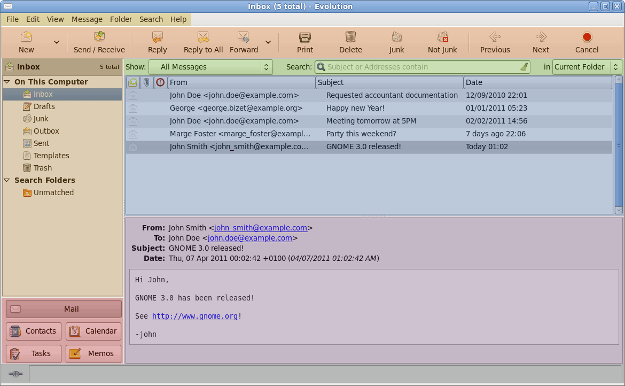 Inbox (5 total) - Evolution
File Edit View Message Folder Search Help
New Send / Receive Reply Reply to All Forward Print Delete Junk Not Junk Previous Next Cancel
Inbox 5 total
Show: All Messages Search: Subject or Addresses contain in Current Folder
On This Computer
Inbox
Drafts
Junk
Outbox
Sent
Templates
Trash
Search Folders
Unmatched
From Subject Date
John Doe <john.doe@example.com> Requested accountant documentation 12/09/2010 22:01
George <george.bizet@example.org> Happy new Year! 01/01/2011 05:23
John Doe <john.doe@example.com> Meeting tomorrow at 5PM 02/02/2011 14:56
Marge Foster <marge_foster@exampl... Party this weekend? 7 days ago 22:06
John Smith <john_smith@example.co... GNOME 3.0 released! Today 01:02
From: John Smith <john_smith@example.com>
To: John Doe <john.doe@example.com>
Subject: GNOME 3.0 released!
Date: Thu, 07 Apr 2011 00:02:42 +0100 (04/07/2011 01:02:42 AM)
Hi John,
GNOME 3.0 has been released!
See http://www.gnome.org!
-john
Mail
Contacts Calendar
Tasks Memos